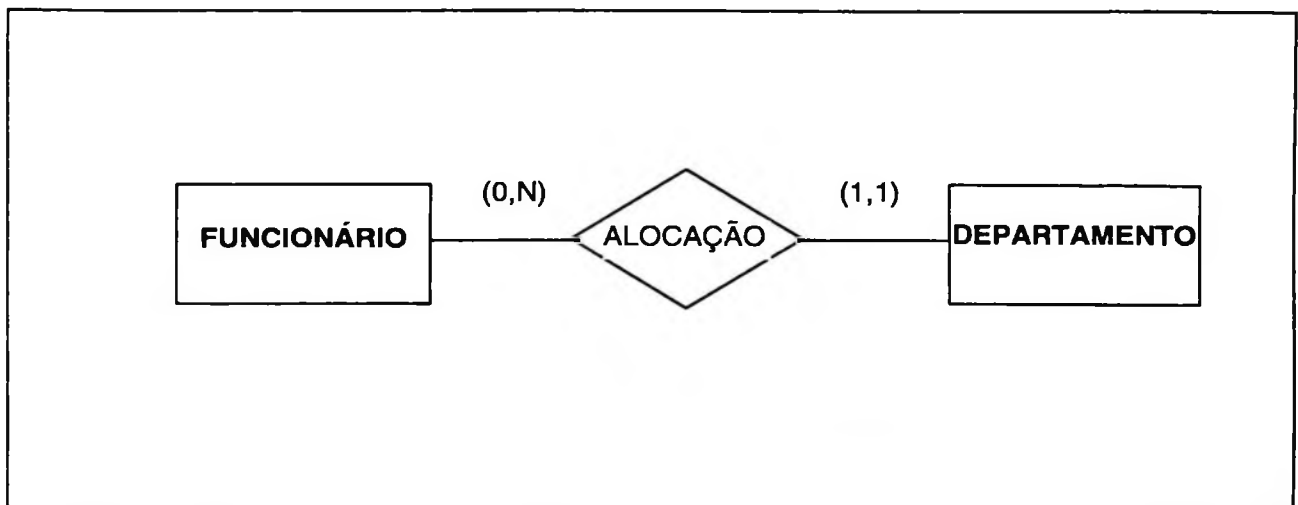 (0,N)
(1,1)
FUNCIONÁRIO
ALOCAÇÃO
DEPARTAMENTO